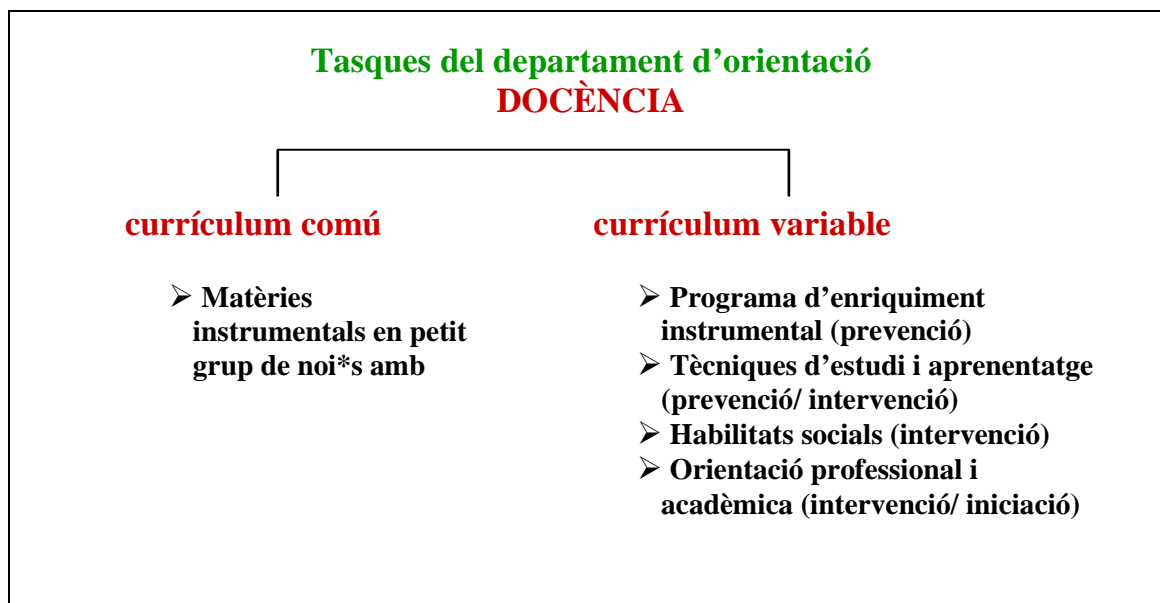 Tasques del departament d’orientació
DOCÈNCIA
currículum comú
➢ Matèries
instrumentals en petit
grup de noi*s amb
currículum variable
➢ Programa d’enriquiment
instrumental (prevenció)
➢ Tècniques d’estudi i aprenentatge
(prevenció/ intervenció)
➢ Habilitats socials (intervenció)
➢ Orientació professional i
acadèmica (intervenció/ iniciació)